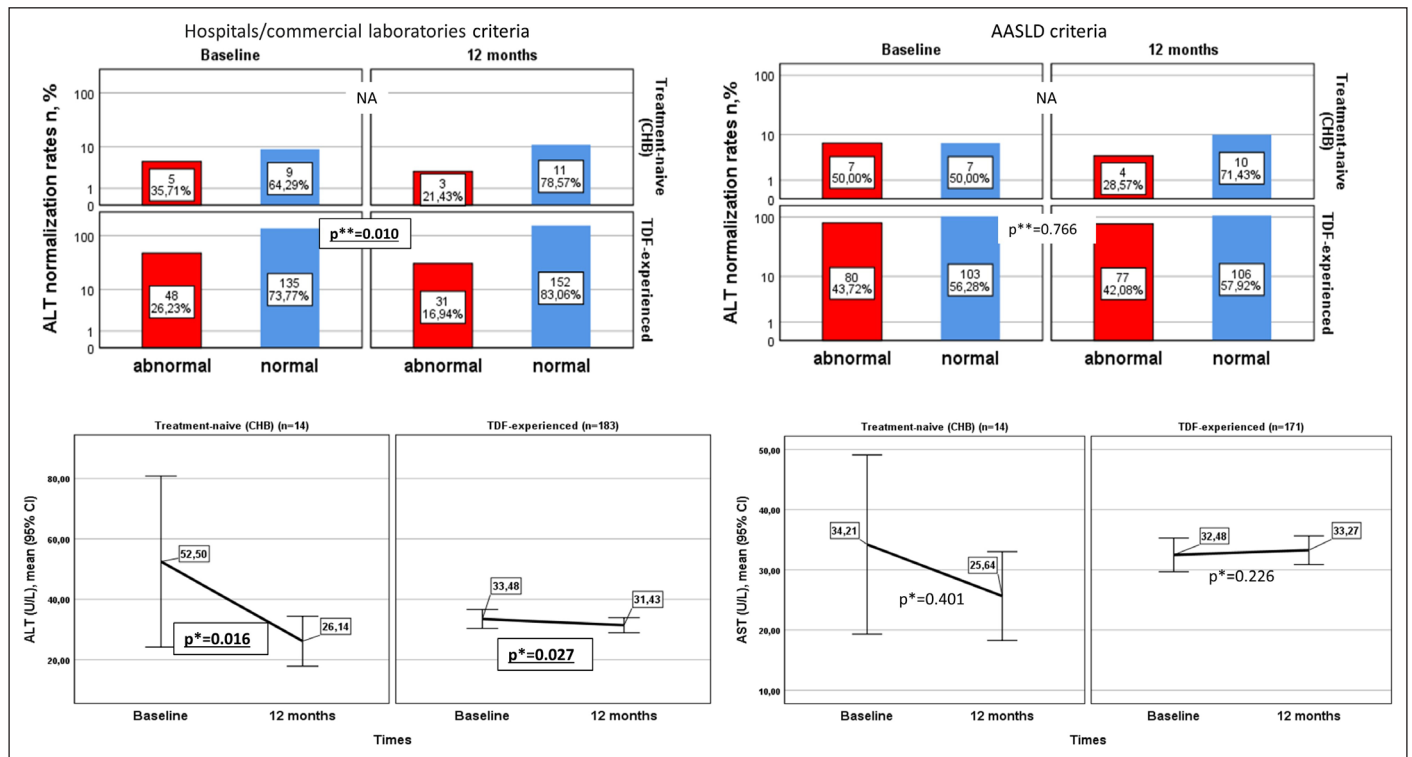 Hospitals/commercial laboratories criteria
Baseline
12 months
ALT normalization rates n,%
100
10
1
0
NA
5
35,71%
9
64,29%
3
21,43%
11
78,57%
Treatment-naive
(CHB)
p**=0.010
ALT normalization rates n,%
100
10
1
0
48
26,23%
135
73,77%
31
16,94%
152
83,06%
TDF-experienced
abnormal
normal
abnormal
normal
AASLD criteria
Baseline
12 months
ALT normalization rates n,%
100
10
1
0
NA
7
50,00%
7
50,00%
4
28,57%
10
71,43%
Treatment-naive
(CHB)
p**=0.766
ALT normalization rates n,%
100
10
1
0
80
43,72%
103
56,28%
77
42,08%
106
57,92%
TDF-experienced
abnormal
normal
abnormal
normal
Treatment-naive (CHB) (n=14)
TDF-experienced (n=183)
ALT (U/L), mean (95% CI)
80,00
60,00
40,00
20,00
52,50
26,14
p*=0.016
33,48
31,43
p*=0.027
Baseline
12 months
Baseline
12 months
Times
Treatment-naive (CHB) (n=14)
TDF-experienced (n=171)
AST (U/L), mean (95% CI)
50,00
40,00
30,00
20,00
10,00
34,21
25,64
p*=0.401
32,48
33,27
p*=0.226
Baseline
12 months
Baseline
12 months
Times